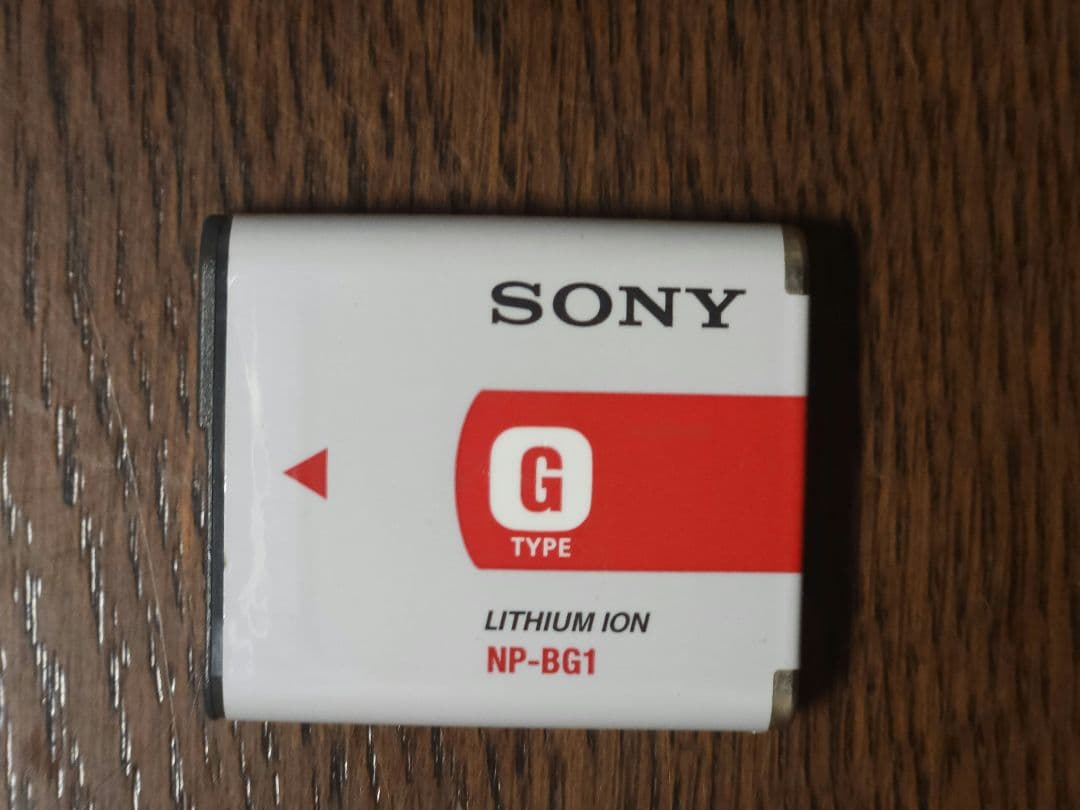 SONY
G
TYPE
LITHIUM ION
NP-BG1